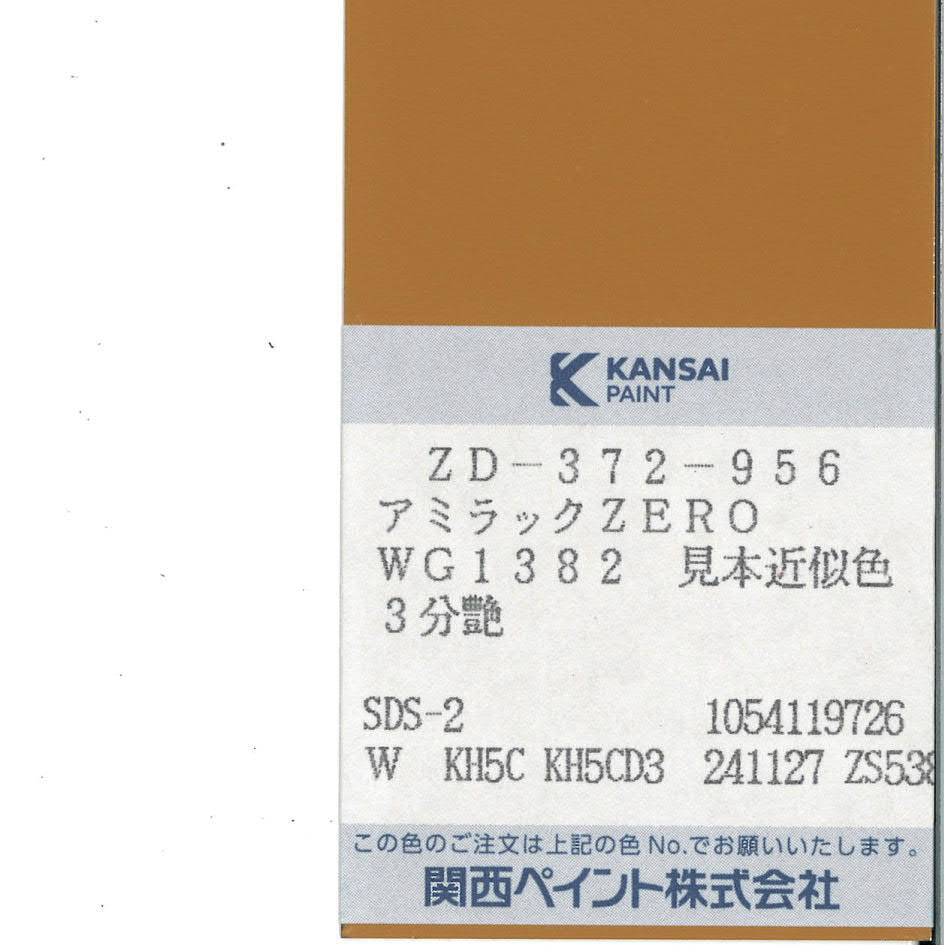 KANSAI
PAINT
ZD-372-956
アミラックZERO
WG1382 見本近似色
3分艶
SDS-2 1054119726
W KH5C KH5CD3 241127 ZS538
この色のご注文は上記の色No.でお願いいたします。
関西ペイント株式会社